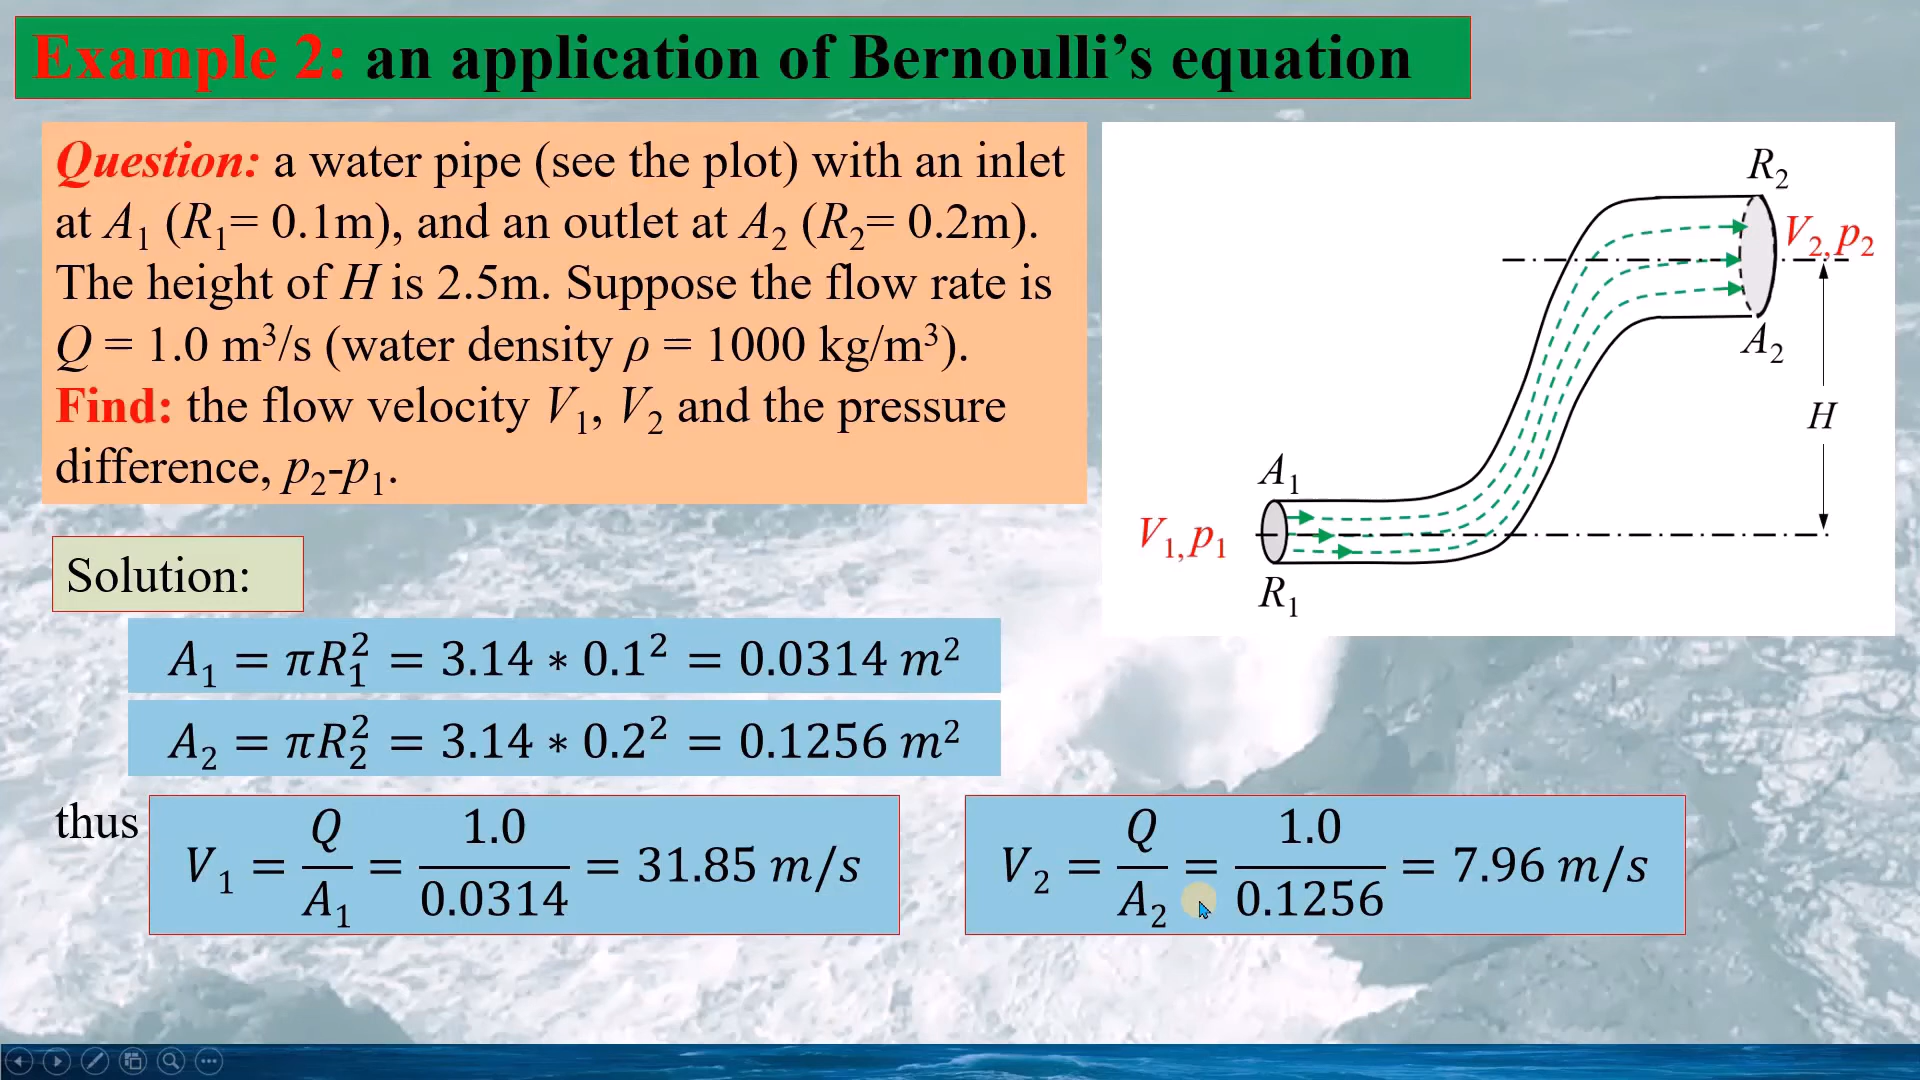 Example 2: an application of Bernoulli’s equation
Question: a water pipe (see the plot) with an inlet
at A₁ (R₁= 0.1m), and an outlet at A₂ (R₂= 0.2m).
The height of H is 2.5m. Suppose the flow rate is
Q = 1.0 m³/s (water density ρ = 1000 kg/m³).
Find: the flow velocity V₁, V₂ and the pressure
difference, p₂-p₁.
R₂
V₂,p₂
A₂
H
A₁
V₁,p₁
R₁
Solution:
A₁ = πR₁² = 3.14 ∗ 0.1² = 0.0314 m²
A₂ = πR₂² = 3.14 ∗ 0.2² = 0.1256 m²
thus
V₁ = Q/A₁ = 1.0/0.0314 = 31.85 m/s
V₂ = Q/A₂ = 1.0/0.1256 = 7.96 m/s